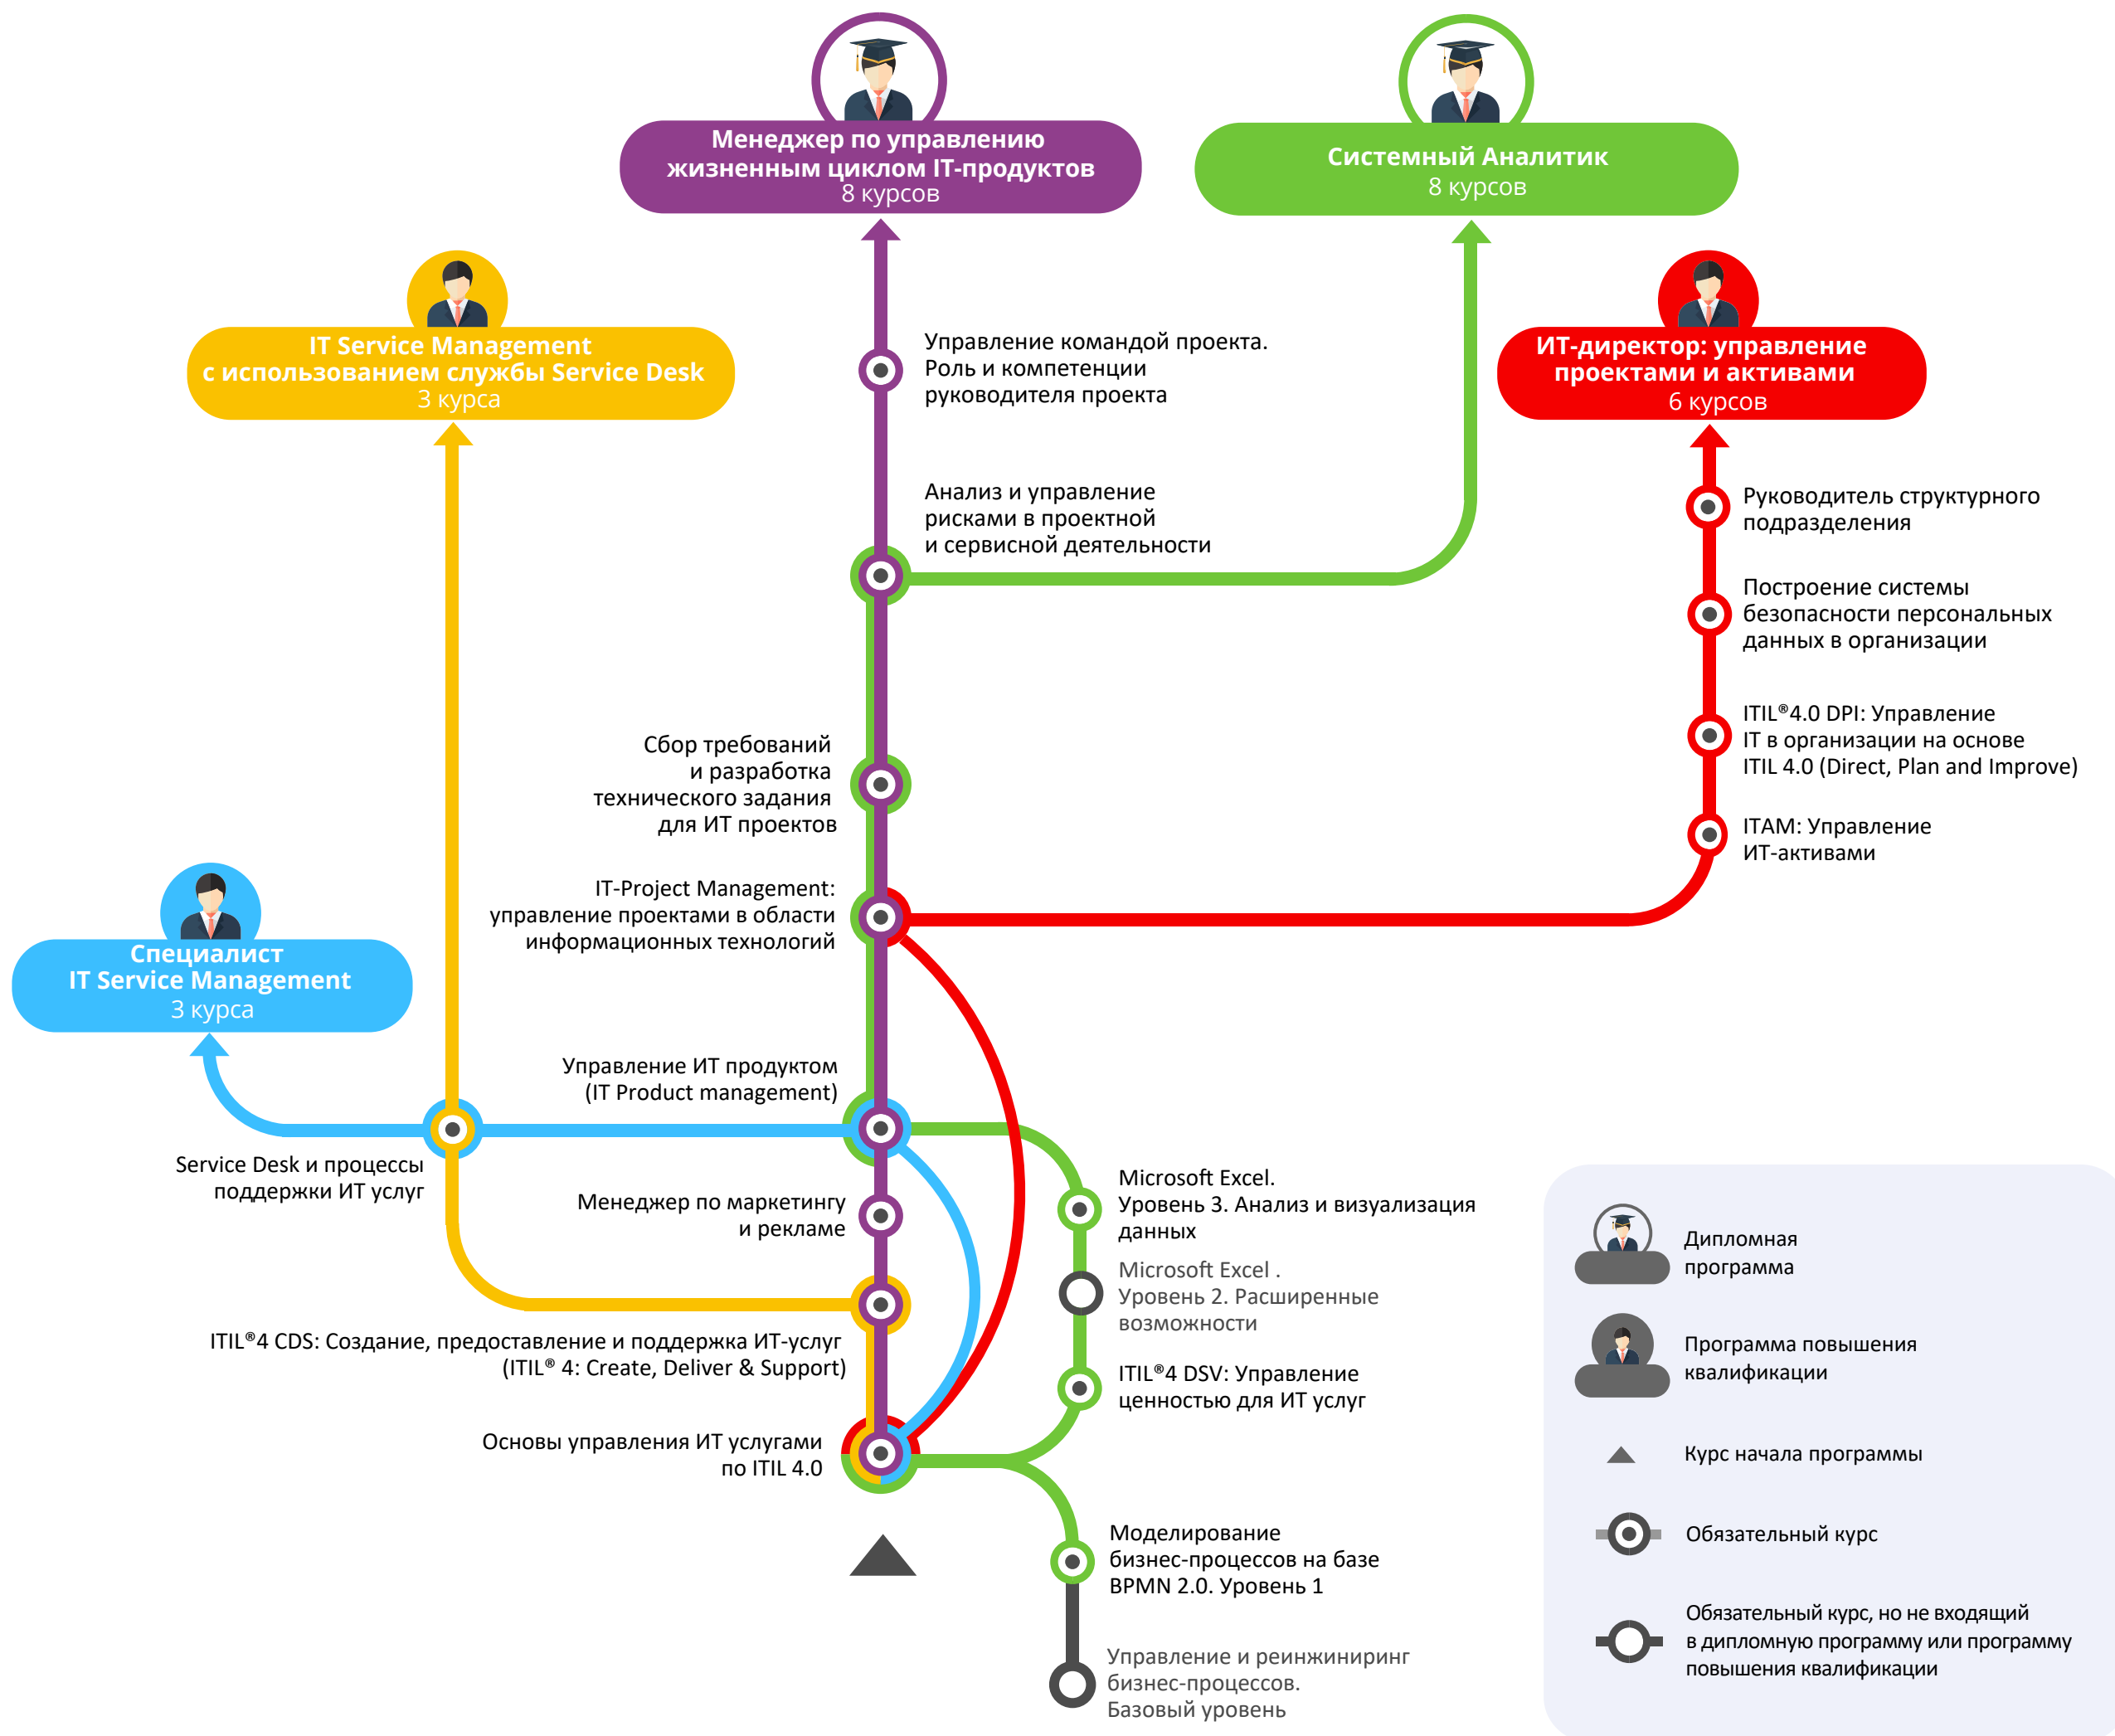 Менеджер по управлению
жизненным циклом IT-продуктов
8 курсов
Системный Аналитик
8 курсов
IT Service Management
с использованием службы Service Desk
3 курса
ИТ-директор: управление
проектами и активами
6 курсов
Управление командой проекта.
Роль и компетенции
руководителя проекта
Анализ и управление
рисками в проектной
и сервисной деятельности
Руководитель структурного
подразделения
Построение системы
безопасности персональных
данных в организации
ITIL®4.0 DPI: Управление
IT в организации на основе
ITIL 4.0 (Direct, Plan and Improve)
ITAM: Управление
ИТ-активами
Сбор требований
и разработка
технического задания
для ИТ проектов
IT-Project Management:
управление проектами в области
информационных технологий
Специалист
IT Service Management
3 курса
Управление ИТ продуктом
(IT Product management)
Service Desk и процессы
поддержки ИТ услуг
Менеджер по маркетингу
и рекламе
Microsoft Excel.
Уровень 3. Анализ и визуализация
данных
Microsoft Excel .
Уровень 2. Расширенные
возможности
ITIL®4 CDS: Создание, предоставление и поддержка ИТ-услуг
(ITIL® 4: Create, Deliver & Support)
ITIL®4 DSV: Управление
ценностью для ИТ услуг
Основы управления ИТ услугами
по ITIL 4.0
Моделирование
бизнес-процессов на базе
BPMN 2.0. Уровень 1
Управление и реинжиниринг
бизнес-процессов.
Базовый уровень
Дипломная
программа
Программа повышения
квалификации
Курс начала программы
Обязательный курс
Обязательный курс, но не входящий
в дипломную программу или программу
повышения квалификации